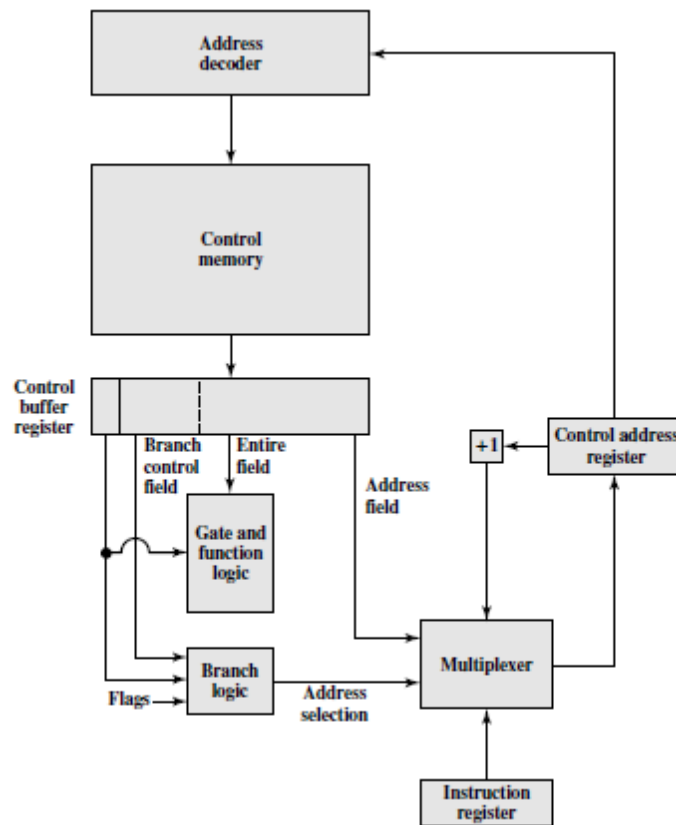 Address
decoder
Control
memory
Control
buffer
register
Branch
control
field
Entire
field
Address
field
+1
Control address
register
Gate and
function
logic
Multiplexer
Branch
logic
Flags
Address
selection
Instruction
register